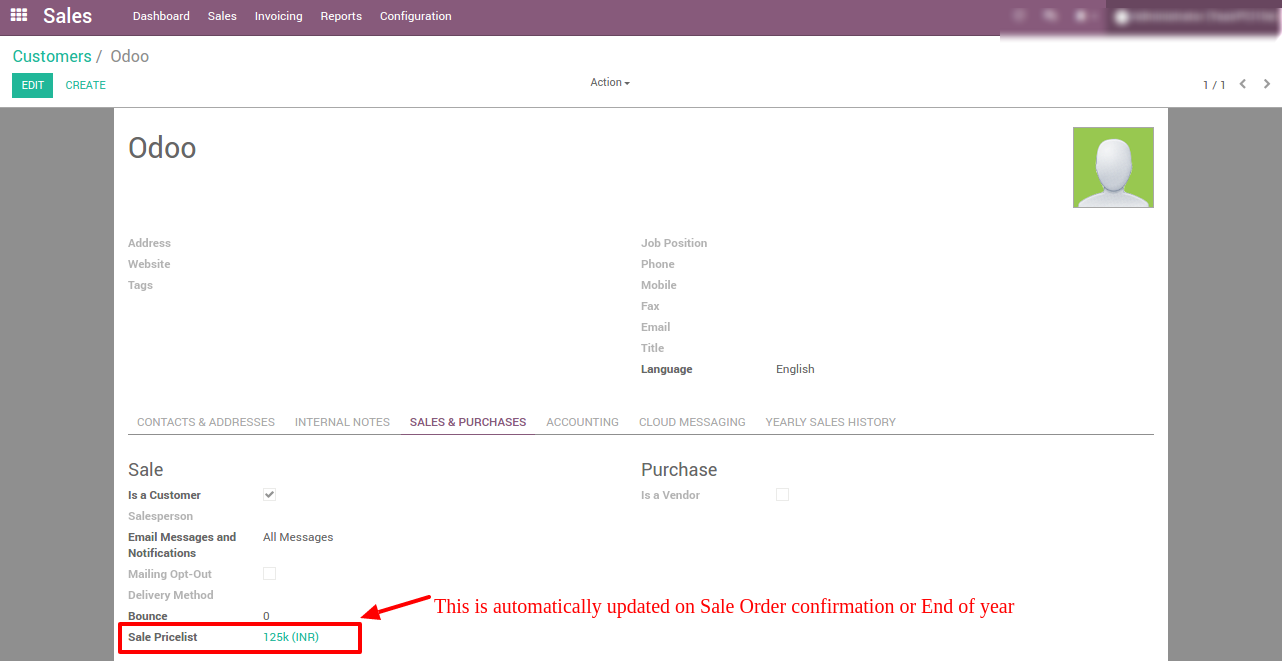 Sales Dashboard Sales Invoicing Reports Configuration
Customers / Odoo
EDIT CREATE Action 1 / 1
Odoo
Address Job Position
Website Phone
Tags Mobile
Fax
Email
Title
Language English
CONTACTS & ADDRESSES INTERNAL NOTES SALES & PURCHASES ACCOUNTING CLOUD MESSAGING YEARLY SALES HISTORY
Sale Purchase
Is a Customer Is a Vendor
Salesperson
Email Messages and All Messages
Notifications
Mailing Opt-Out
Delivery Method
This is automatically updated on Sale Order confirmation or End of year
Bounce 0
Sale Pricelist 125k (INR)